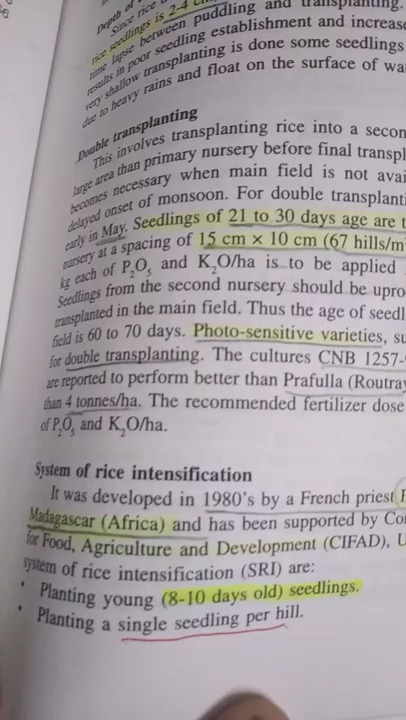 Depth of
Since rice
rice seedlings is 2-4 cm
time lapse between puddling and transplanting.
results in poor seedling establishment and increase
very shallow transplanting is done some seedlings
due to heavy rains and float on the surface of wa
Double transplanting
This involves transplanting rice into a secon
large area than primary nursery before final transpl
becomes necessary when main field is not avai
delayed onset of monsoon. For double transplanti
early in May. Seedlings of 21 to 30 days age are t
nursery at a spacing of 15 cm × 10 cm (67 hills/m
kg each of P₂O₅ and K₂O/ha is to be applied
Seedlings from the second nursery should be upro
transplanted in the main field. Thus the age of seedl
field is 60 to 70 days. Photo-sensitive varieties, su
for double transplanting. The cultures CNB 1257-
are reported to perform better than Prafulla (Routray
than 4 tonnes/ha. The recommended fertilizer dose
of P₂O₅ and K₂O/ha.
System of rice intensification
It was developed in 1980's by a French priest
Madagascar (Africa) and has been supported by Co
for Food, Agriculture and Development (CIFAD), U
system of rice intensification (SRI) are:
• Planting young (8-10 days old) seedlings.
• Planting a single seedling per hill.